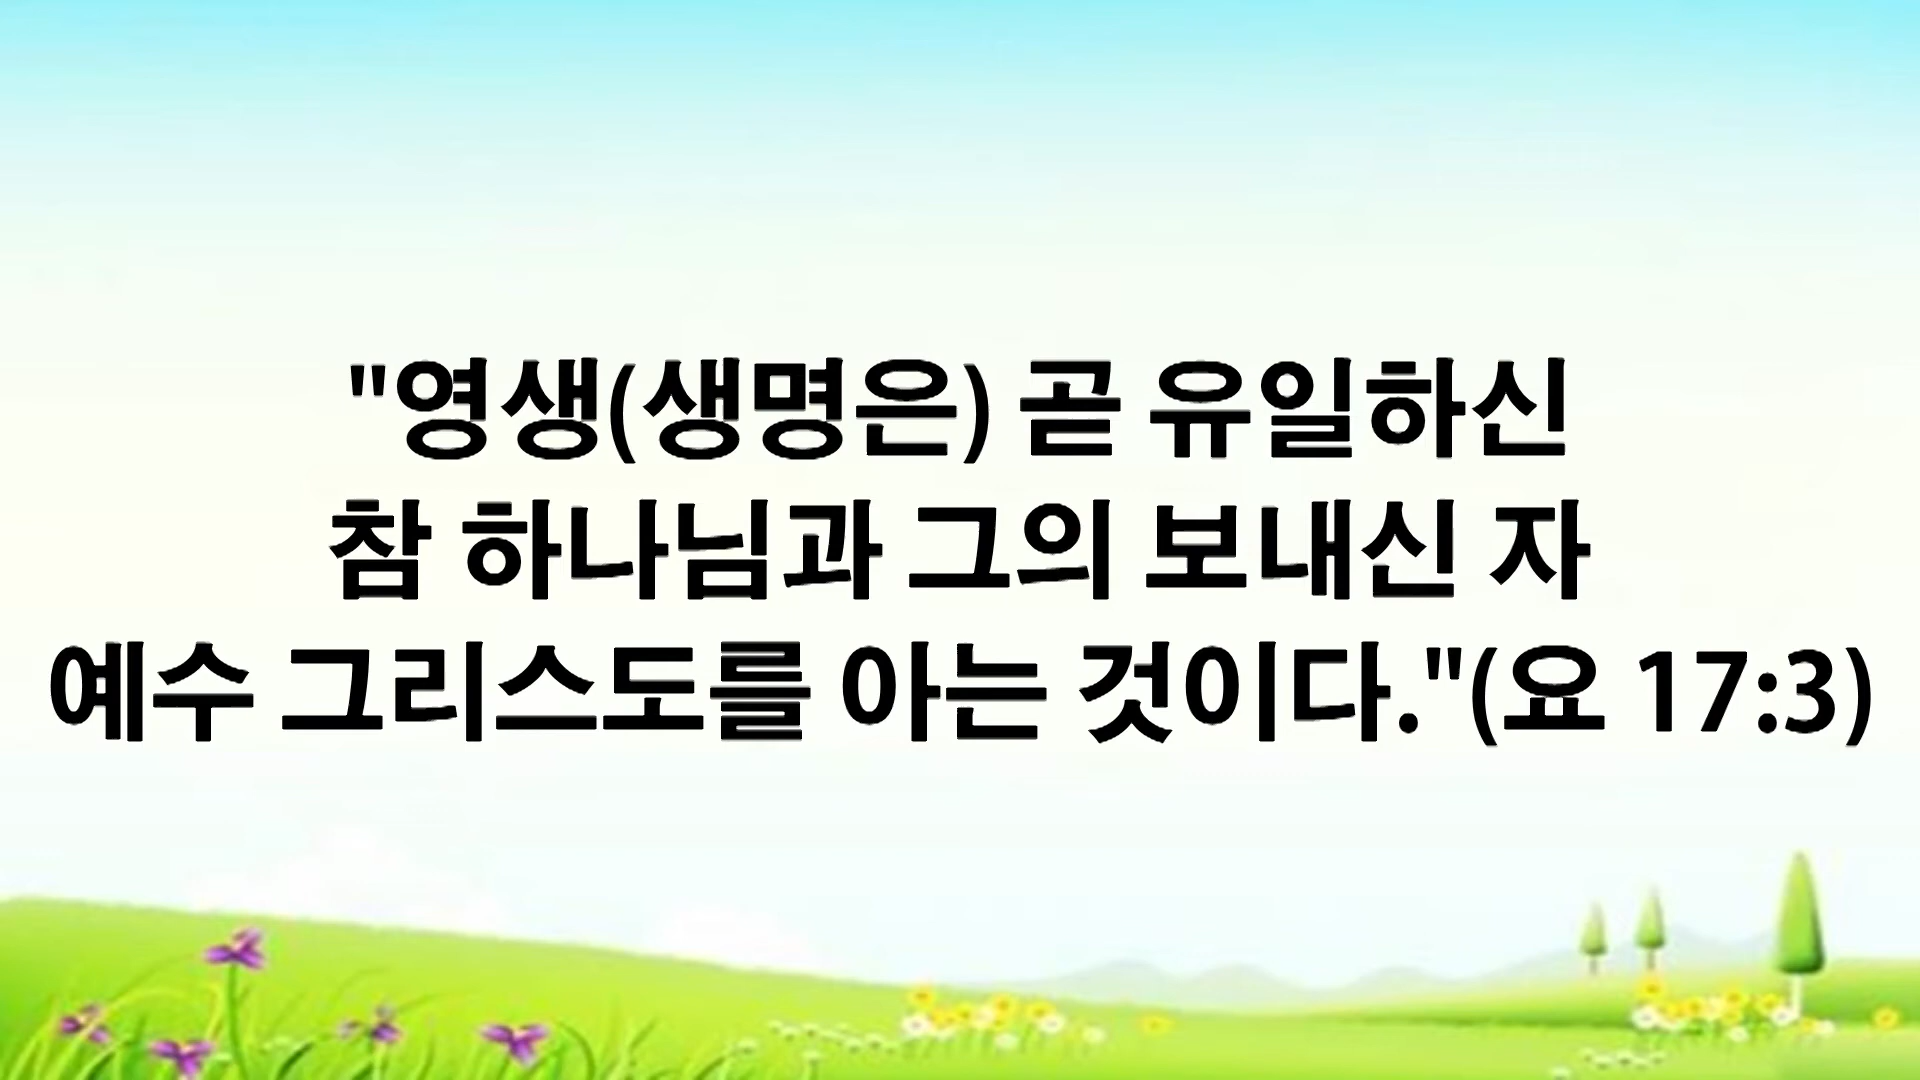 "영생(생명은) 곧 유일하신
참 하나님과 그의 보내신 자
예수 그리스도를 아는 것이다."(요 17:3)